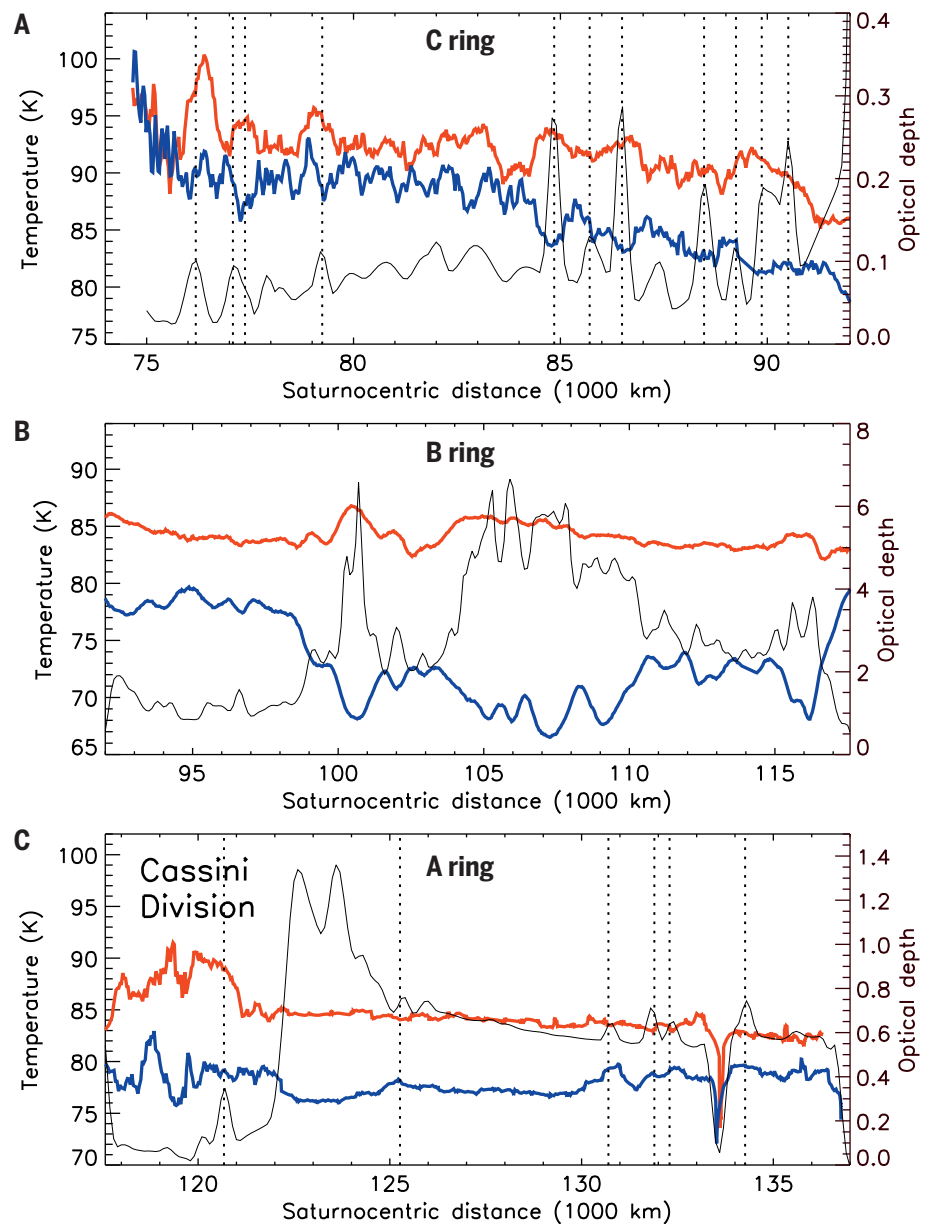 A
C ring
100
95
90
85
80
75
Temperature (K)
0.4
0.3
0.2
0.1
0.0
Optical depth
75 80 85 90
Saturnocentric distance (1000 km)
B
B ring
90
85
80
75
70
65
Temperature (K)
8
6
4
2
0
Optical depth
95 100 105 110 115
Saturnocentric distance (1000 km)
C
Cassini
Division
A ring
100
95
90
85
80
75
70
Temperature (K)
1.4
1.2
1.0
0.8
0.6
0.4
0.2
0.0
Optical depth
120 125 130 135
Saturnocentric distance (1000 km)